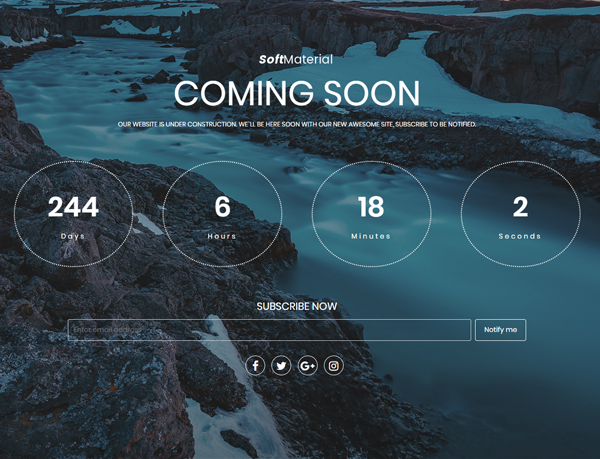 SoftMaterial
COMING SOON
OUR WEBSITE IS UNDER CONSTRUCTION. WE'LL BE HERE SOON WITH OUR NEW AWESOME SITE, SUBSCRIBE TO BE NOTIFIED.
244 6 18 2
Days Hours Minutes Seconds
SUBSCRIBE NOW
Enter email address Notify me